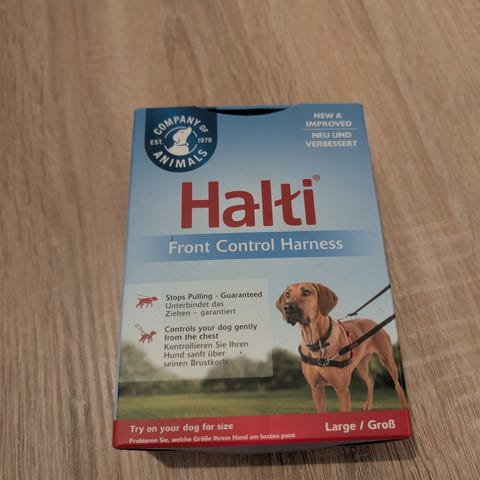 COMPANY OF
ANIMALS
EST. 1979
NEW &
IMPROVED
NEU UND
VERBESSERT
Halti®
Front Control Harness
Stops Pulling - Guaranteed
Unterbindet das
Ziehen – garantiert
Controls your dog gently
from the chest
Kontrollieren Sie Ihren
Hund sanft über
seinen Brustkorb
Try on your dog for size
Probieren Sie, welche Größe Ihrem Hund am besten passt
Large / Groß